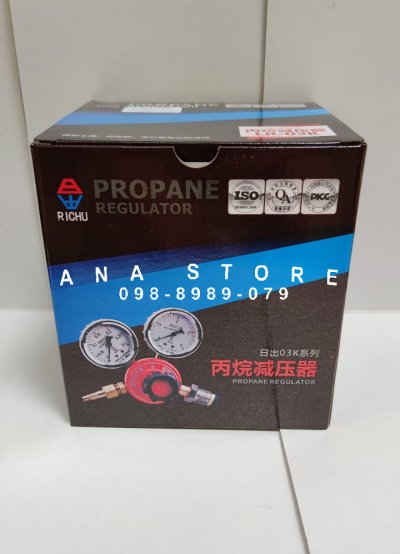 PROPANE
REGULATOR
RICHU
ISO
QA
PICC
ANA STORE
098-8989-079
日出03K系列
丙烷减压器
PROPANE REGULATOR